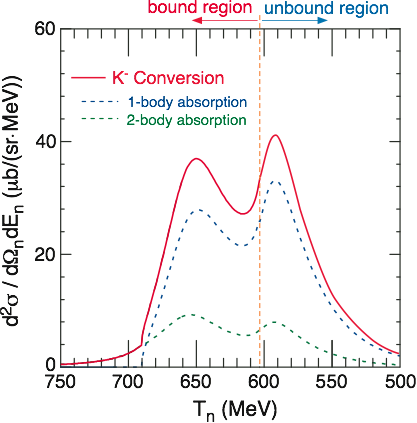 bound region unbound region
60
K⁻ Conversion
1-body absorption
2-body absorption
40
20
0
d²σ / dΩₙdEₙ (μb/(sr·MeV))
750 700 650 600 550 500
Tₙ (MeV)